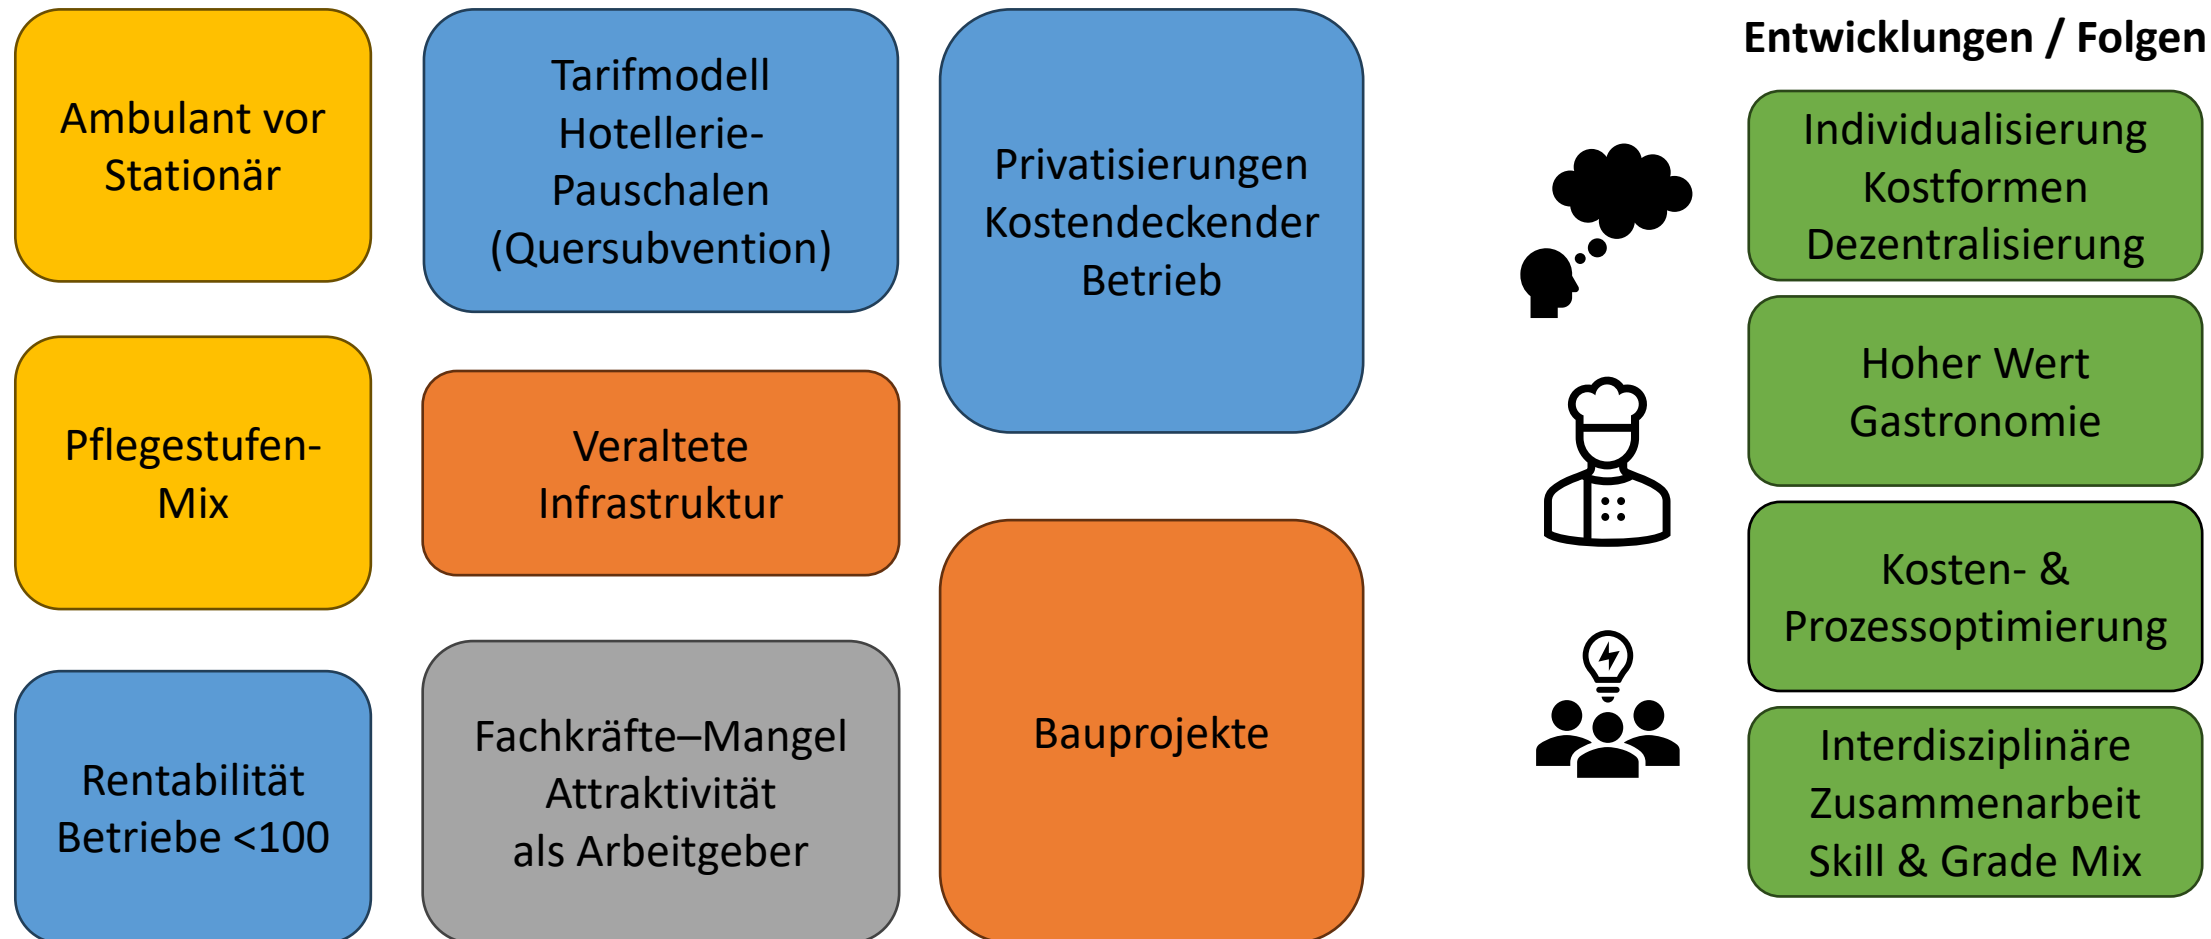 Ambulant vor
Stationär
Pflegestufen-
Mix
Rentabilität
Betriebe <100
Tarifmodell
Hotellerie-
Pauschalen
(Quersubvention)
Veraltete
Infrastruktur
Fachkräfte–Mangel
Attraktivität
als Arbeitgeber
Privatisierungen
Kostendeckender
Betrieb
Bauprojekte
Entwicklungen / Folgen
Individualisierung
Kostformen
Dezentralisierung
Hoher Wert
Gastronomie
Kosten- &
Prozessoptimierung
Interdisziplinäre
Zusammenarbeit
Skill & Grade Mix